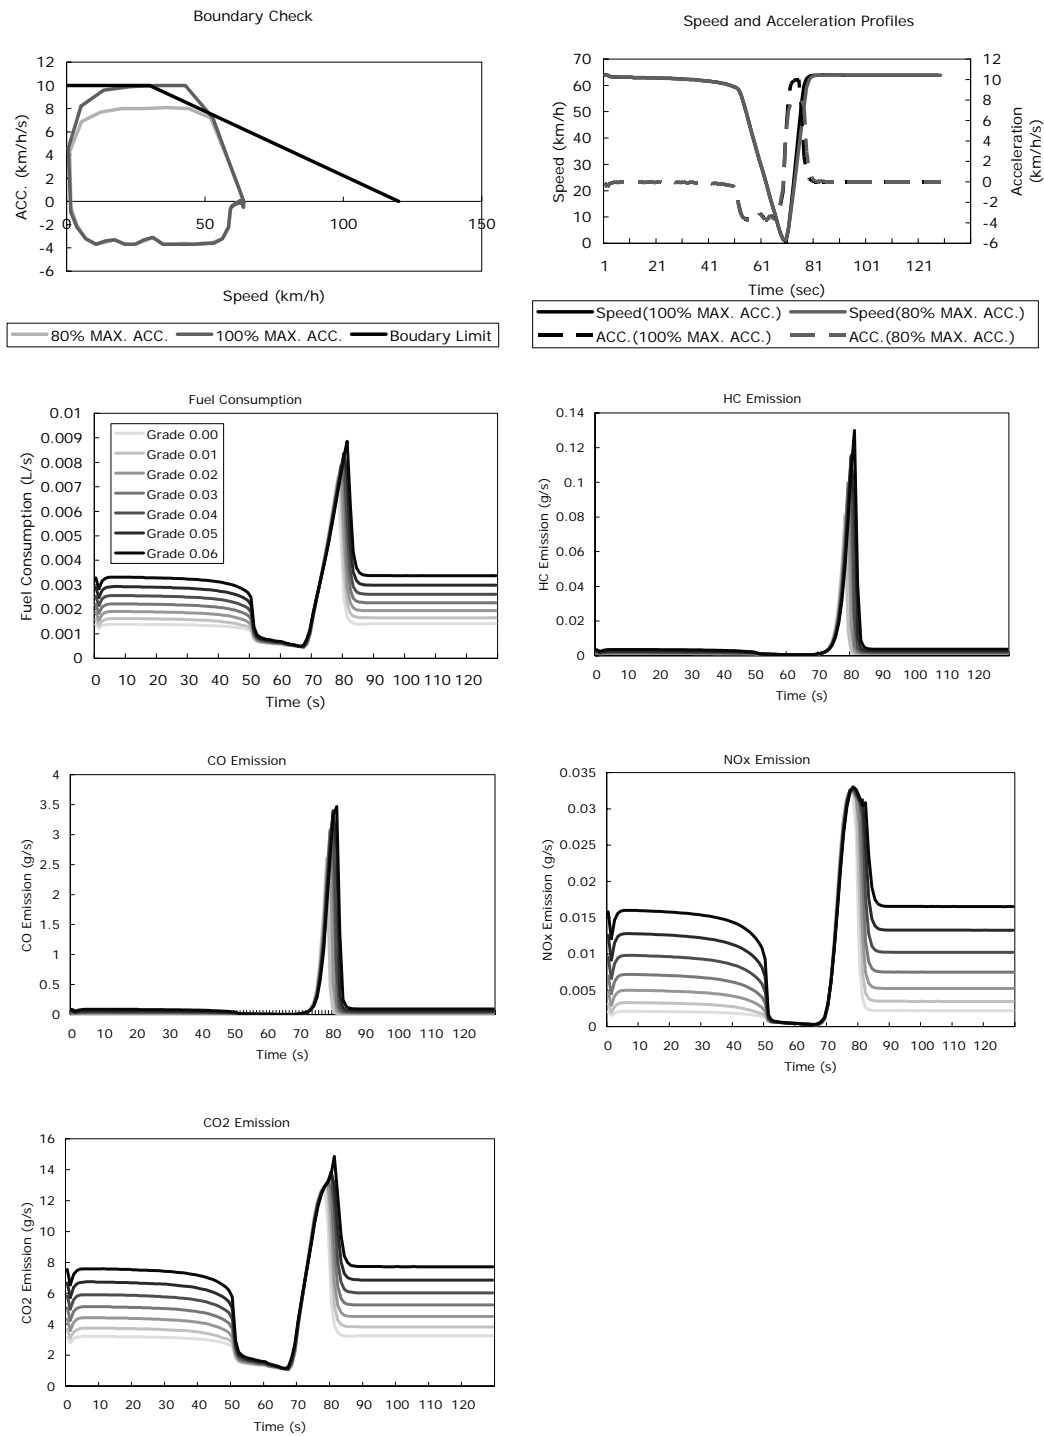 Boundary Check
12
10
8
6
4
2
0
-2
-4
-6
0
50
100
150
ACC. (km/h/s)
Speed (km/h)
80% MAX. ACC.
100% MAX. ACC.
Boudary Limit
Speed and Acceleration Profiles
70
60
50
40
30
20
10
0
12
10
8
6
4
2
0
-2
-4
-6
1
21
41
61
81
101
121
Speed (km/h)
Acceleration
(km/h/s)
Time (sec)
Speed(100% MAX. ACC.)
Speed(80% MAX. ACC.)
ACC.(100% MAX. ACC.)
ACC.(80% MAX. ACC.)
Fuel Consumption
0.01
0.009
0.008
0.007
0.006
0.005
0.004
0.003
0.002
0.001
0
Fuel Consumption (L/s)
Grade 0.00
Grade 0.01
Grade 0.02
Grade 0.03
Grade 0.04
Grade 0.05
Grade 0.06
0 10 20 30 40 50 60 70 80 90 100 110 120
Time (s)
HC Emission
0.14
0.12
0.1
0.08
0.06
0.04
0.02
0
HC Emission (g/s)
0 10 20 30 40 50 60 70 80 90 100 110 120
Time (s)
CO Emission
4
3.5
3
2.5
2
1.5
1
0.5
0
CO Emission (g/s)
0 10 20 30 40 50 60 70 80 90 100 110 120
Time (s)
NOx Emission
0.035
0.03
0.025
0.02
0.015
0.01
0.005
0
NOx Emission (g/s)
0 10 20 30 40 50 60 70 80 90 100 110 120
Time (s)
CO2 Emission
16
14
12
10
8
6
4
2
0
CO2 Emission (g/s)
0 10 20 30 40 50 60 70 80 90 100 110 120
Time (s)